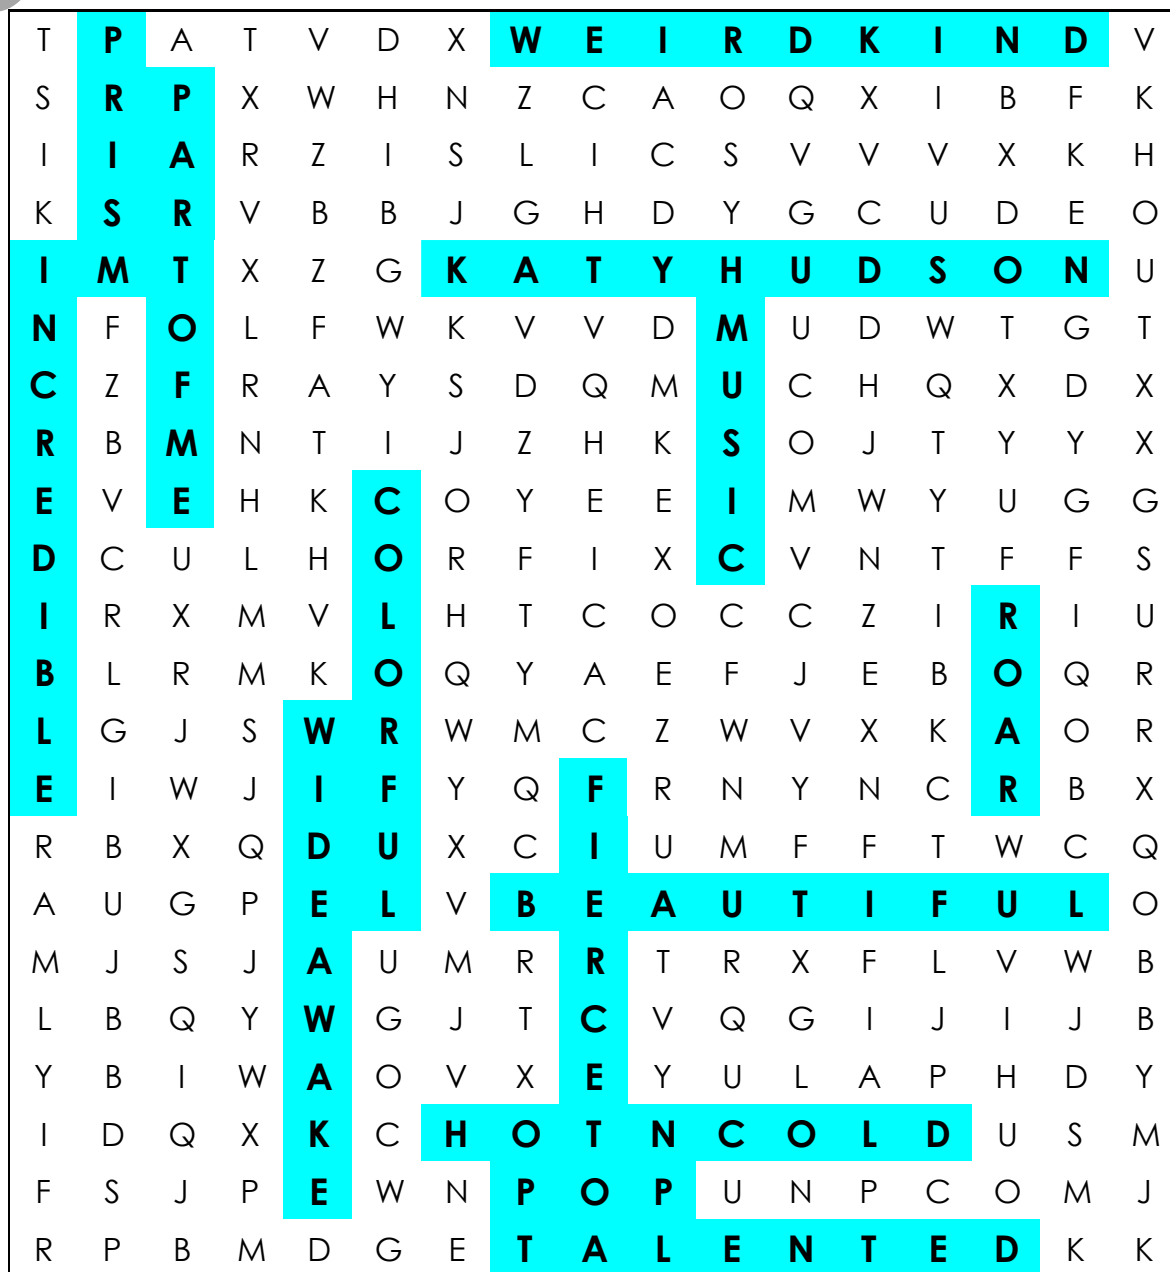 T P A T V D X W E I R D K I N D V
S R P X W H N Z C A O Q X I B F K
I I A R Z I S L I C S V V V X K H
K S R V B B J G H D Y G C U D E O
I M T X Z G K A T Y H U D S O N U
N F O L F W K V V D M U D W T G T
C Z F R A Y S D Q M U C H Q X D X
R B M N T I J Z H K S O J T Y Y X
E V E H K C O Y E E I M W Y U G G
D C U L H O R F I X C V N T F F S
I R X M V L H T C O C C Z I R I U
B L R M K O Q Y A E F J E B O Q R
L G J S W R W M C Z W V X K A O R
E I W J I F Y Q F R N Y N C R B X
R B X Q D U X C I U M F F T W C Q
A U G P E L V B E A U T I F U L O
M J S J A U M R R T R X F L V W B
L B Q Y W G J T C V Q G I J I J B
Y B I W A O V X E Y U L A P H D Y
I D Q X K C H O T N C O L D U S M
F S J P E W N P O P U N P C O M J
R P B M D G E T A L E N T E D K K